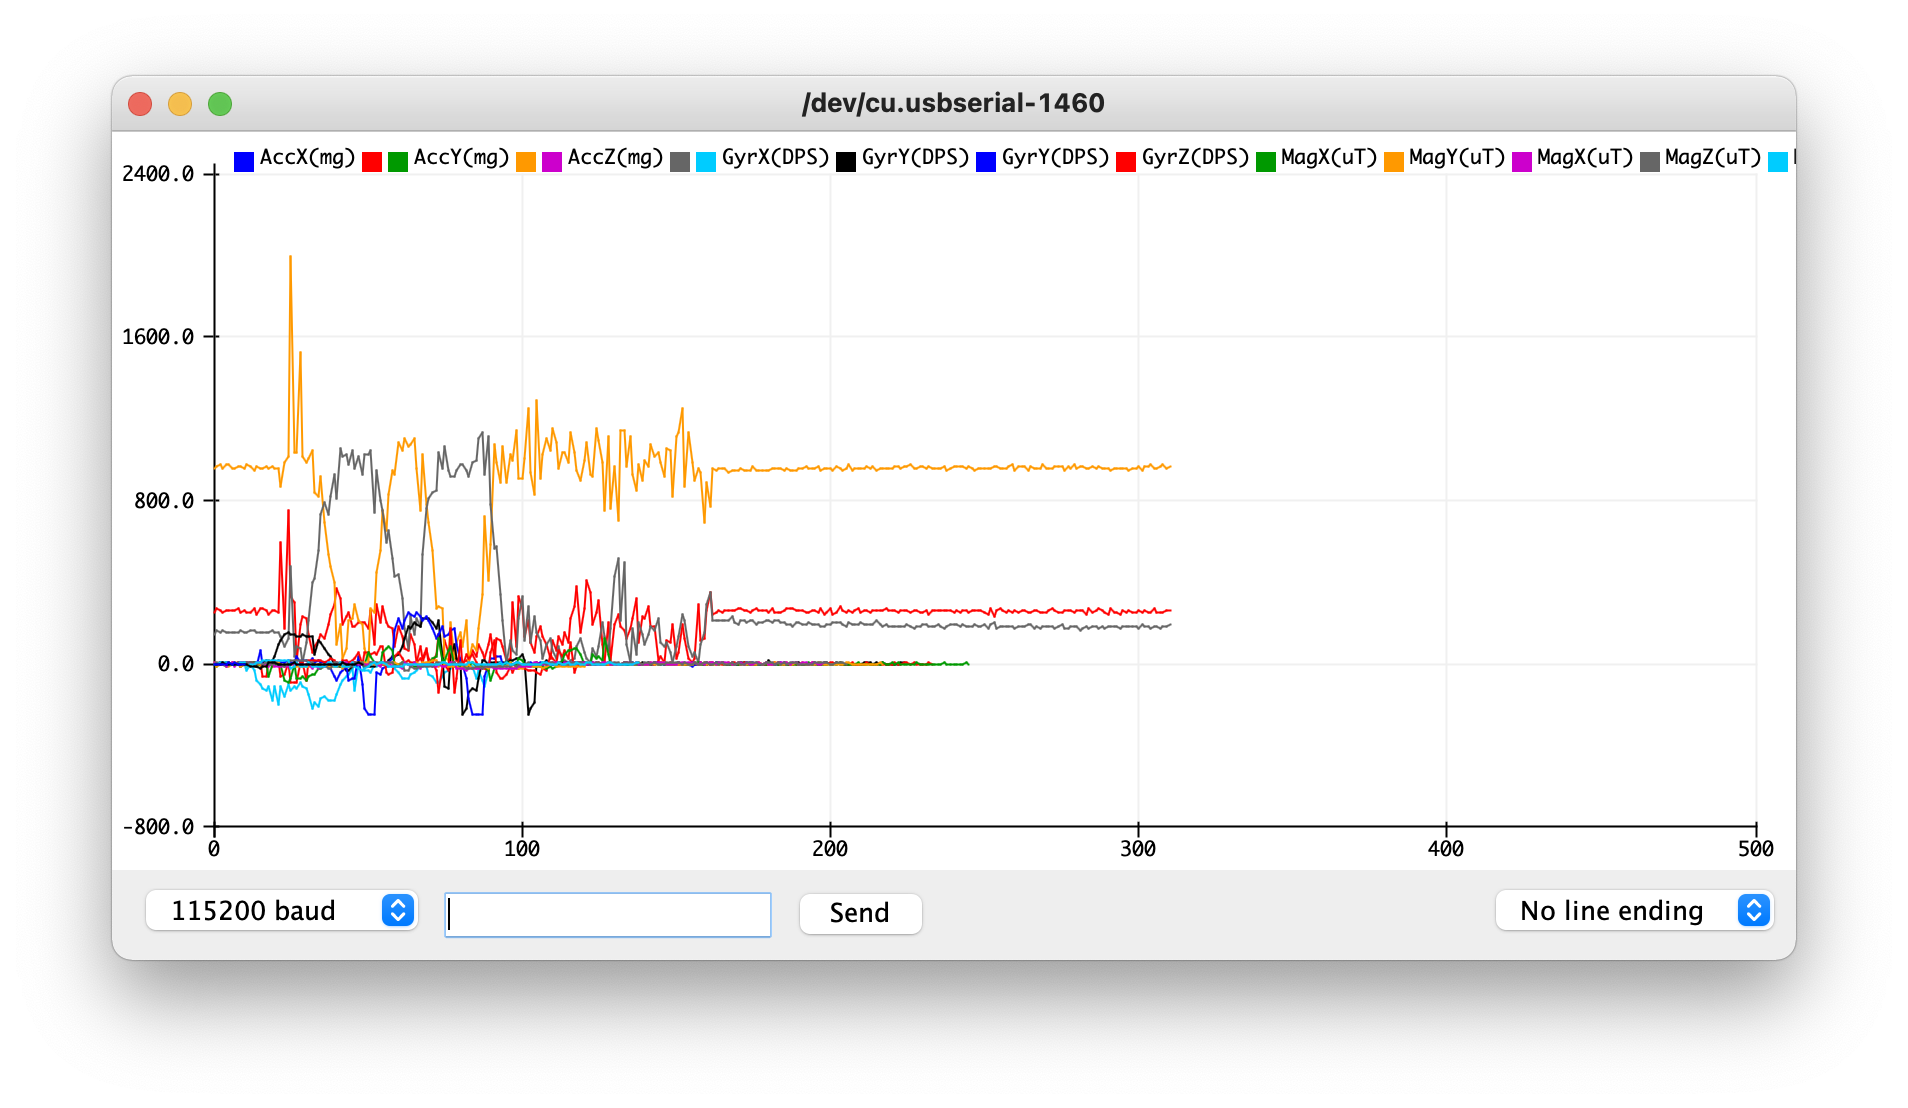 /dev/cu.usbserial-1460
AccX(mg) AccY(mg) AccZ(mg) GyrX(DPS) GyrY(DPS) GyrY(DPS) GyrZ(DPS) MagX(uT) MagY(uT) MagX(uT) MagZ(uT)
2400.0
1600.0
800.0
0.0
-800.0
0 100 200 300 400 500
115200 baud Send No line ending